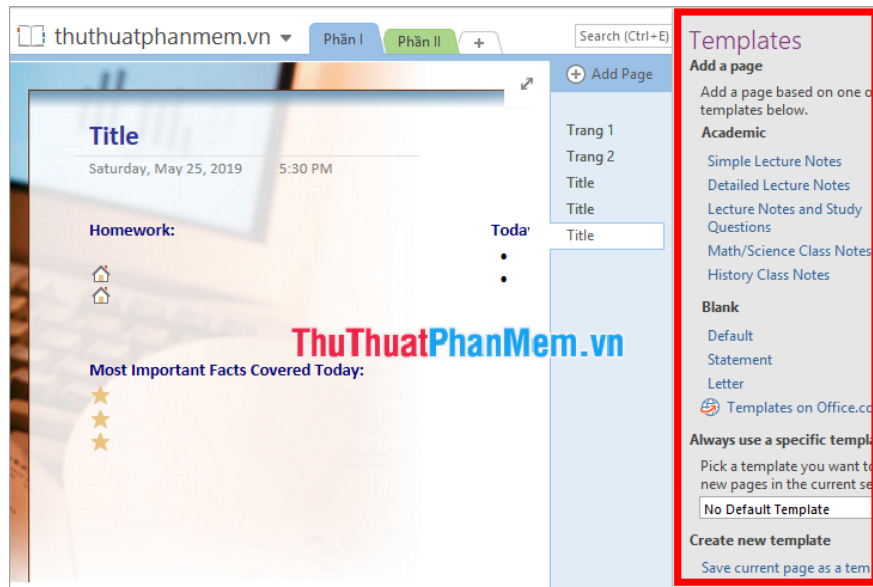 thuthuatphanmem.vn
Phần I
Phần II
+
Search (Ctrl+E)
Title
Saturday, May 25, 2019 5:30 PM
Homework:
Today
Most Important Facts Covered Today:
ThuThuatPhanMem.vn
Add Page
Trang 1
Trang 2
Title
Title
Title
Templates
Add a page
Add a page based on one o
templates below.
Academic
Simple Lecture Notes
Detailed Lecture Notes
Lecture Notes and Study
Questions
Math/Science Class Notes
History Class Notes
Blank
Default
Statement
Letter
Templates on Office.co
Always use a specific templa
Pick a template you want to
new pages in the current se
No Default Template
Create new template
Save current page as a tem